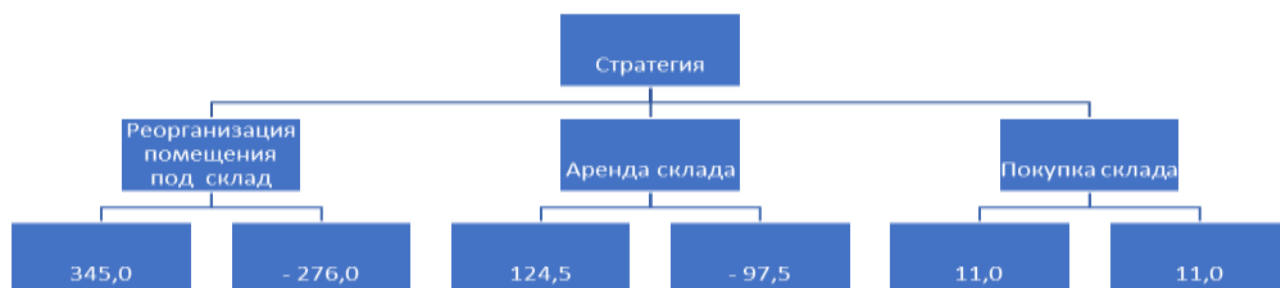 Стратегия
Реорганизация
помещения
под склад
Аренда склада
Покупка склада
345,0
- 276,0
124,5
- 97,5
11,0
11,0